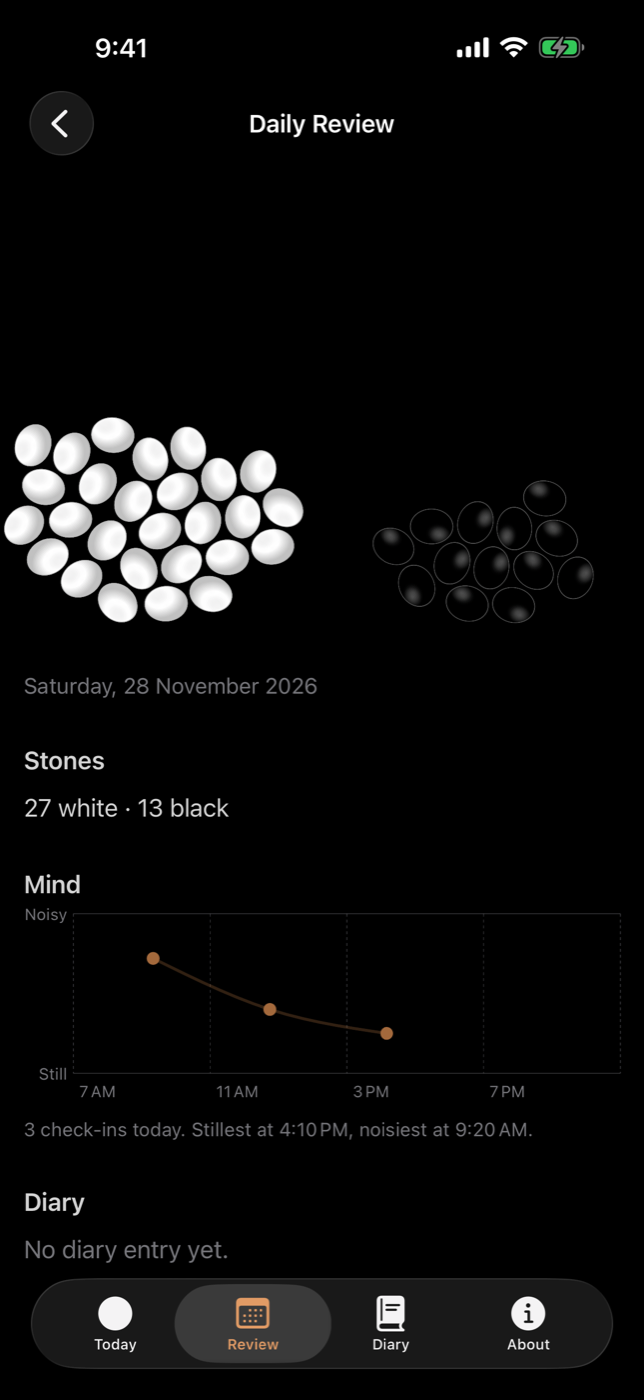 9:41
Daily Review
Saturday, 28 November 2026
Stones
27 white · 13 black
Mind
Noisy
Still
7 AM 11 AM 3 PM 7 PM
3 check-ins today. Stillest at 4:10 PM, noisiest at 9:20 AM.
Diary
No diary entry yet.
Today Review Diary About